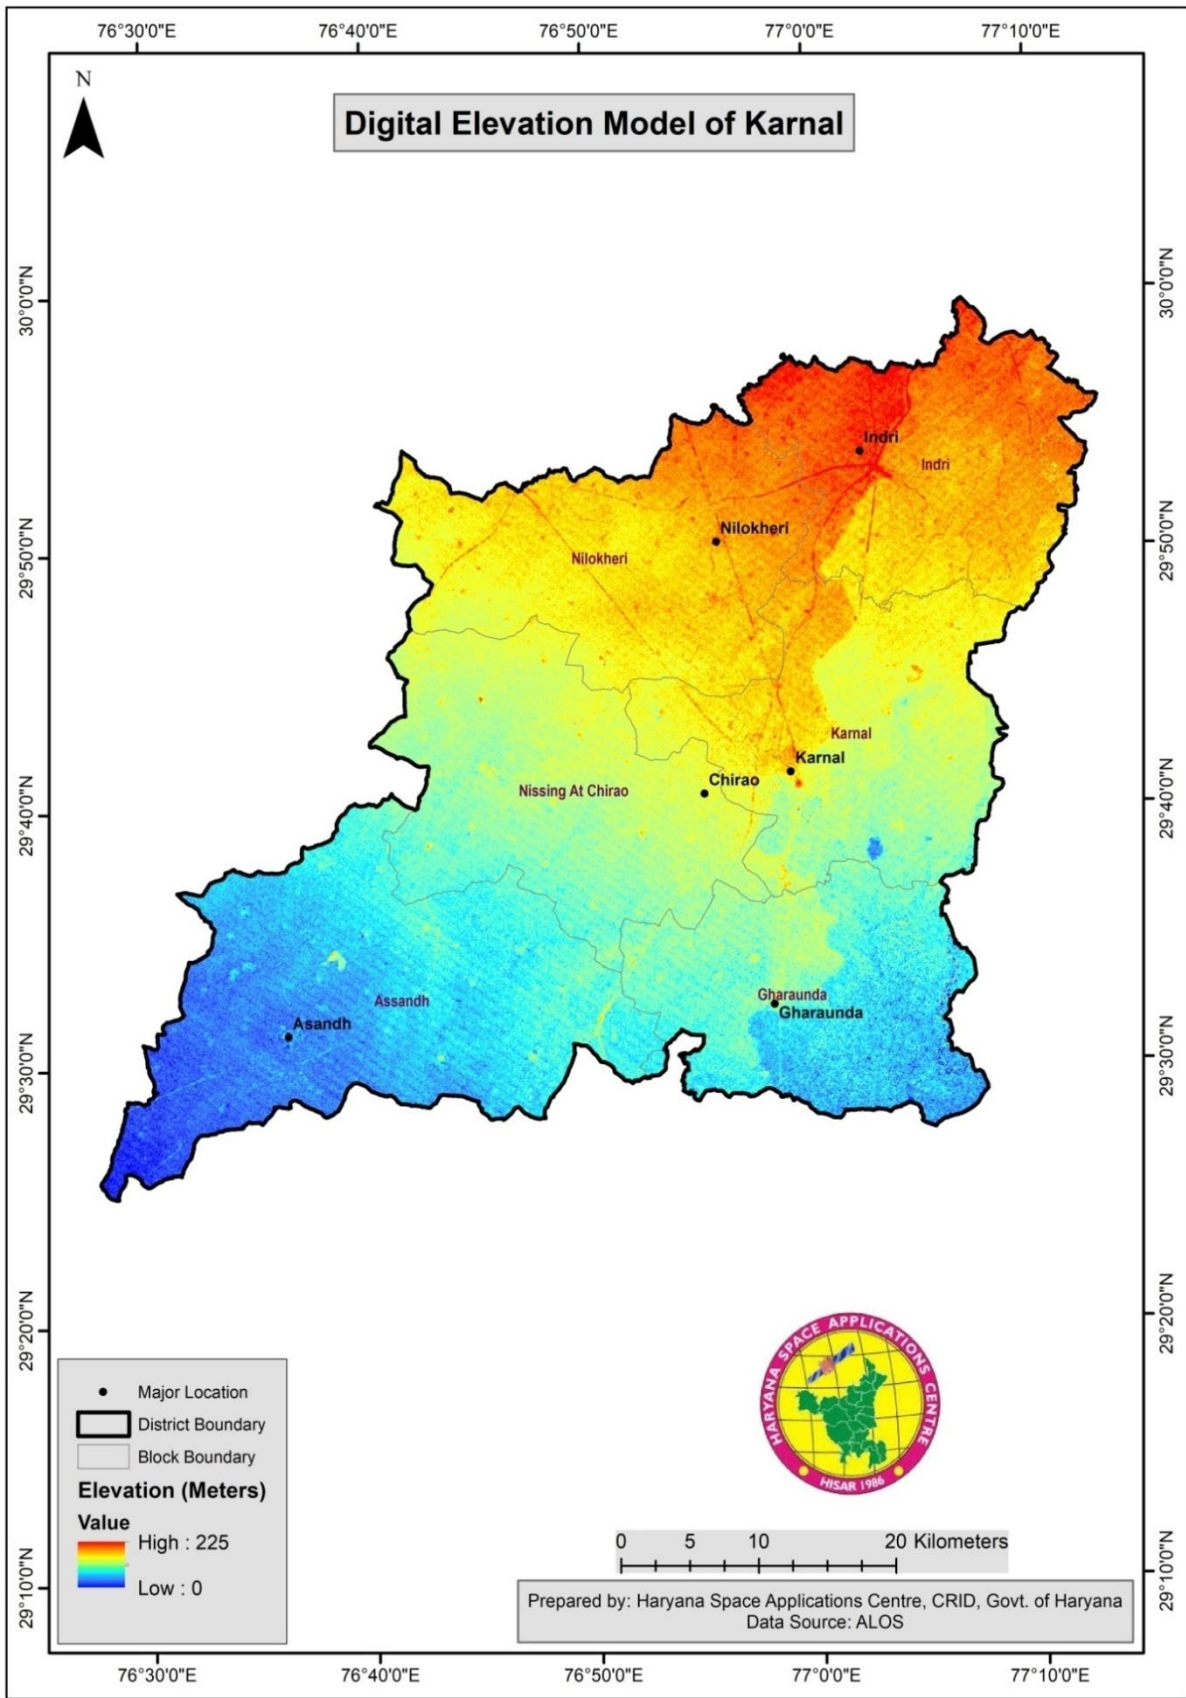 76°30'0"E 76°40'0"E 76°50'0"E 77°0'0"E 77°10'0"E
N
Digital Elevation Model of Karnal
30°0'0"N
30°0'0"N
Indri
Indri
Nilokheri
Nilokheri
29°50'0"N
29°50'0"N
Karnal
Karnal
Chirao
Nissing At Chirao
29°40'0"N
29°40'0"N
Gharaunda
Gharaunda
Assandh
Asandh
29°30'0"N
29°30'0"N
29°20'0"N
29°20'0"N
HARYANA SPACE APPLICATIONS CENTRE
HISAR 1986
Major Location
District Boundary
Block Boundary
Elevation (Meters)
Value
High : 225
Low : 0
0 5 10 20 Kilometers
29°10'0"N
29°10'0"N
Prepared by: Haryana Space Applications Centre, CRID, Govt. of Haryana
Data Source: ALOS
76°30'0"E 76°40'0"E 76°50'0"E 77°0'0"E 77°10'0"E